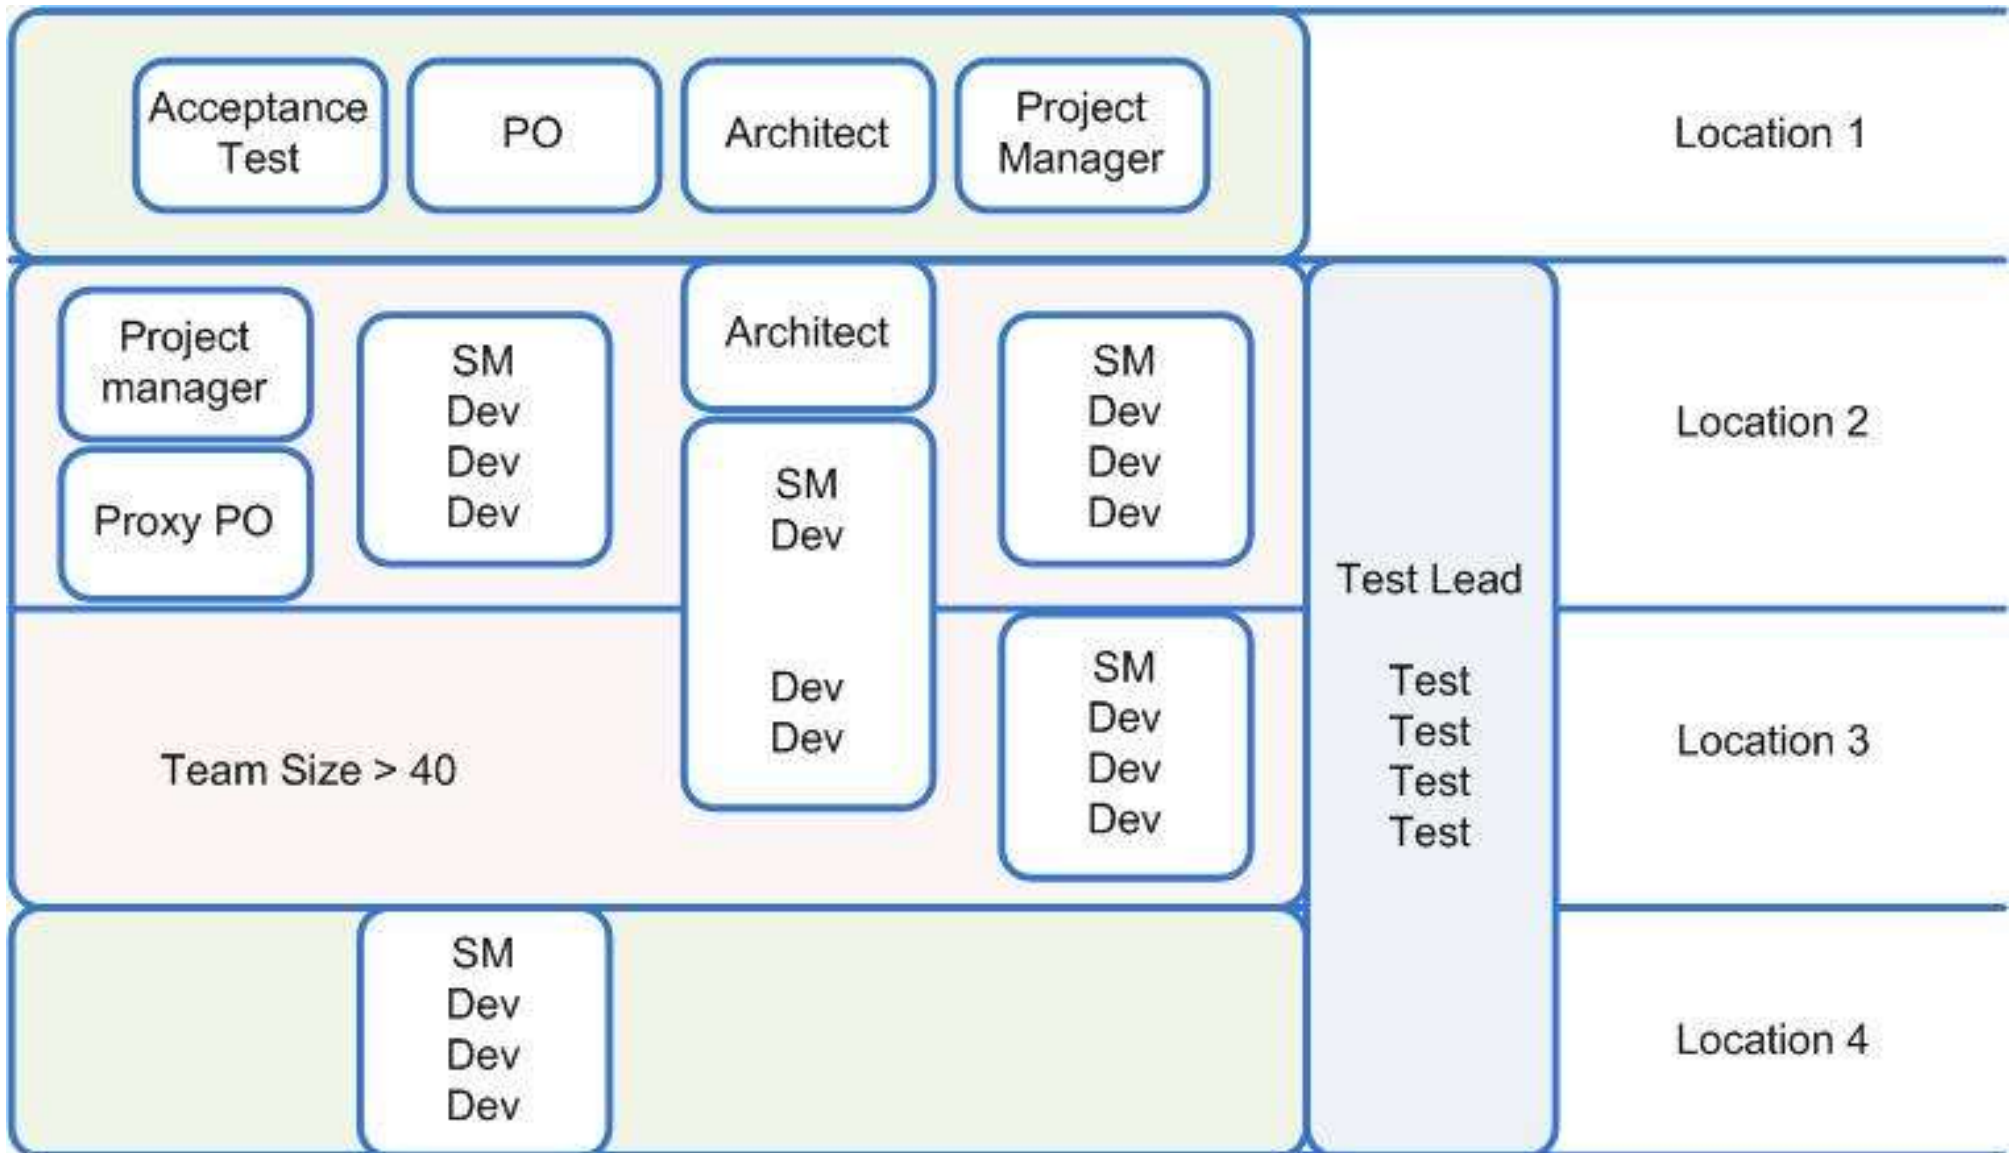 Acceptance
Test
PO
Architect
Project
Manager
Location 1
Project
manager
Proxy PO
SM
Dev
Dev
Dev
Architect
SM
Dev
Dev
Dev
SM
Dev
Dev
Dev
Location 2
Test Lead
Test
Test
Test
Test
Team Size > 40
SM
Dev
Dev
Dev
Location 3
SM
Dev
Dev
Dev
Location 4